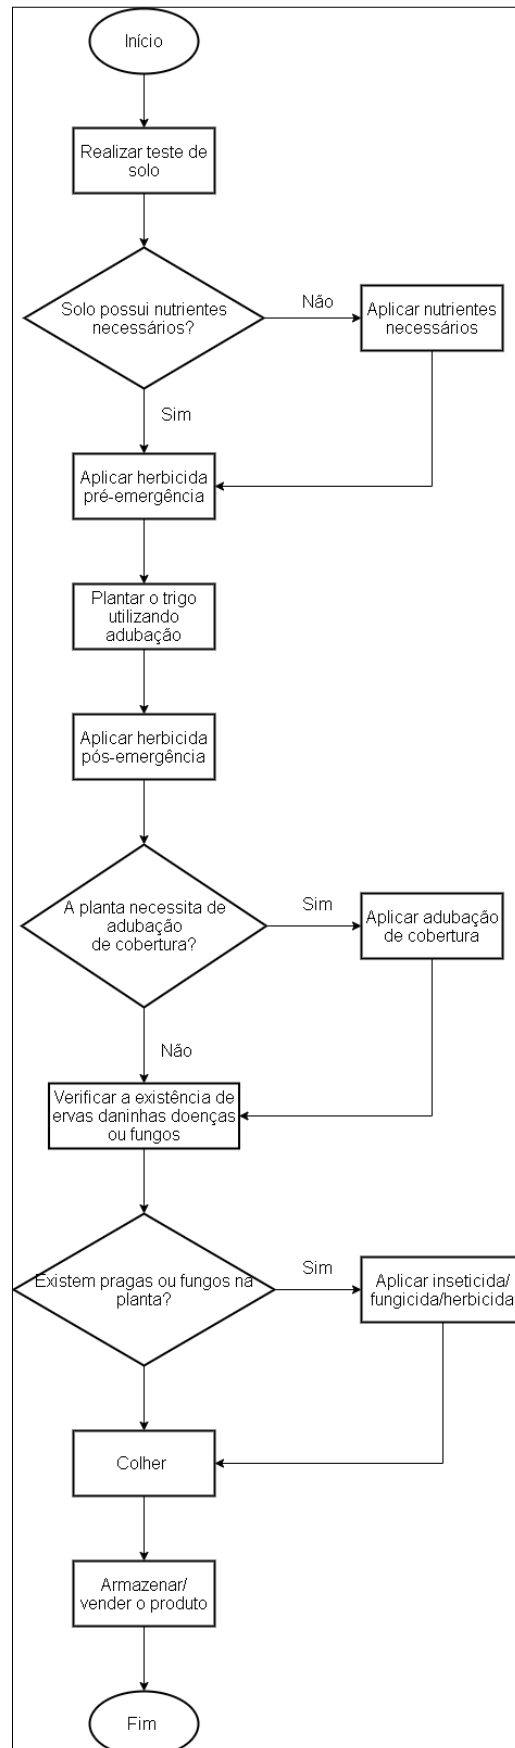 Início
Realizar teste de
solo
Solo possui nutrientes
necessários?
Não
Aplicar nutrientes
necessários
Sim
Aplicar herbicida
pré-emergência
Plantar o trigo
utilizando
adubação
Aplicar herbicida
pós-emergência
A planta necessita de
adubação
de cobertura?
Sim
Aplicar adubação
de cobertura
Não
Verificar a existência de
ervas daninhas doenças
ou fungos
Existem pragas ou fungos na
planta?
Sim
Aplicar inseticida/
fungicida/herbicida
Colher
Armazenar/
vender o produto
Fim